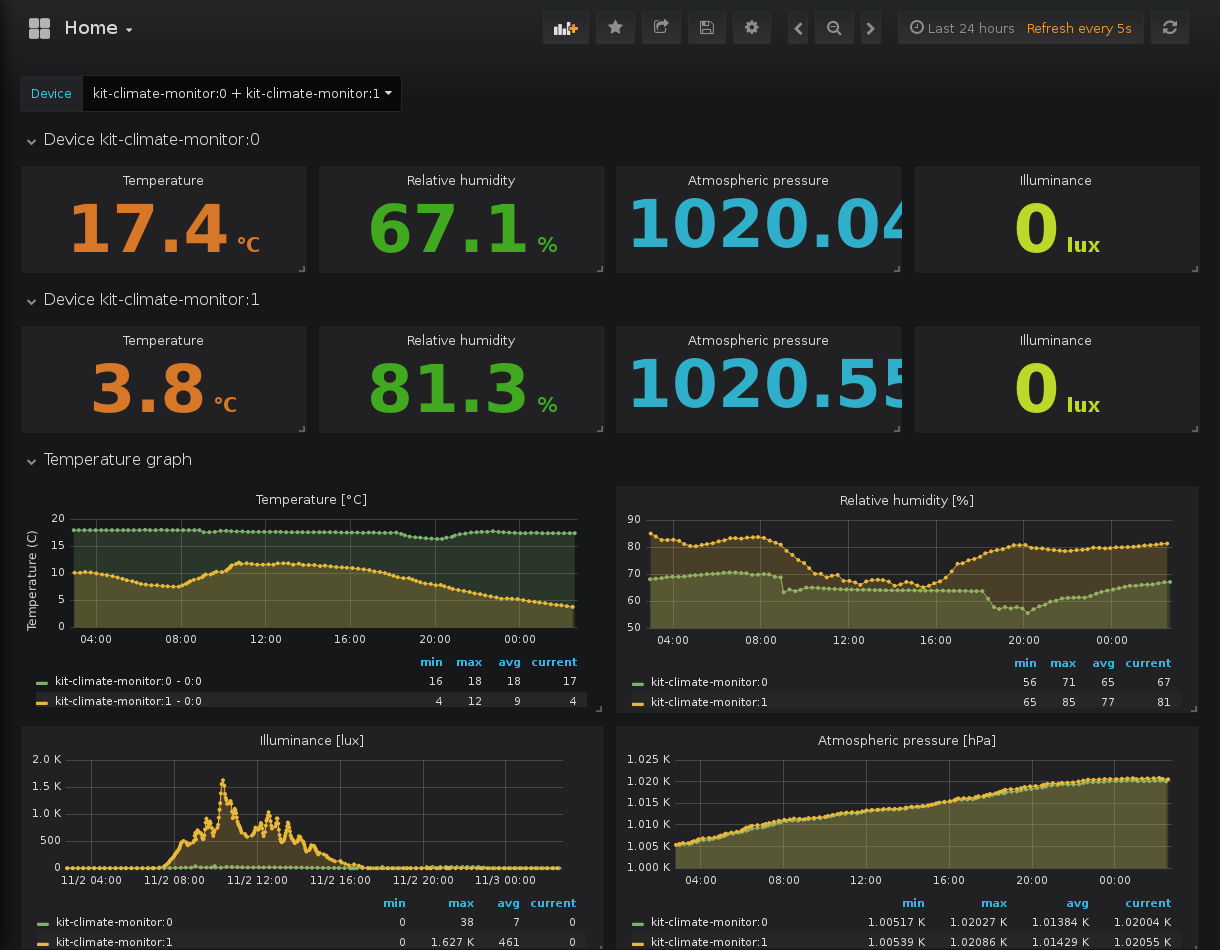 Home
Last 24 hours Refresh every 5s
Device kit-climate-monitor:0 + kit-climate-monitor:1
Device kit-climate-monitor:0
Temperature Relative humidity Atmospheric pressure Illuminance
17.4 °C 67.1 % 1020.04 0 lux
Device kit-climate-monitor:1
Temperature Relative humidity Atmospheric pressure Illuminance
3.8 °C 81.3 % 1020.55 0 lux
Temperature graph
Temperature [°C]
Temperature (C)
20
15
10
5
0
04:00 08:00 12:00 16:00 20:00 00:00
min max avg current
kit-climate-monitor:0 - 0:0 16 18 18 17
kit-climate-monitor:1 - 0:0 4 12 9 4
Relative humidity [%]
90
80
70
60
50
04:00 08:00 12:00 16:00 20:00 00:00
min max avg current
kit-climate-monitor:0 56 71 65 67
kit-climate-monitor:1 65 85 77 81
Illuminance [lux]
2.0 K
1.5 K
1.0 K
500
0
11/2 04:00 11/2 08:00 11/2 12:00 11/2 16:00 11/2 20:00 11/3 00:00
min max avg current
kit-climate-monitor:0 0 38 7 0
kit-climate-monitor:1 0 1.627 K 461 0
Atmospheric pressure [hPa]
1.025 K
1.020 K
1.015 K
1.010 K
1.005 K
1.000 K
04:00 08:00 12:00 16:00 20:00 00:00
min max avg current
kit-climate-monitor:0 1.00517 K 1.02027 K 1.01384 K 1.02004 K
kit-climate-monitor:1 1.00539 K 1.02086 K 1.01429 K 1.02055 K